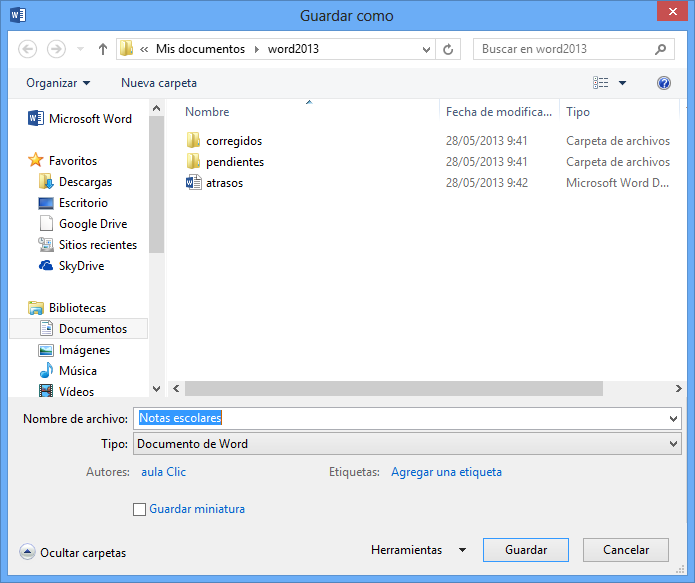 Guardar como
« Mis documentos word2013
Buscar en word2013
Organizar Nueva carpeta
Microsoft Word
Favoritos
Descargas
Escritorio
Google Drive
Sitios recientes
SkyDrive
Bibliotecas
Documentos
Imágenes
Música
Vídeos
Nombre Fecha de modifica... Tipo
corregidos 28/05/2013 9:41 Carpeta de archivos
pendientes 28/05/2013 9:41 Carpeta de archivos
atrasos 28/05/2013 9:42 Microsoft Word D...
Nombre de archivo: Notas escolares
Tipo: Documento de Word
Autores: aula Clic Etiquetas: Agregar una etiqueta
Guardar miniatura
Ocultar carpetas Herramientas Guardar Cancelar